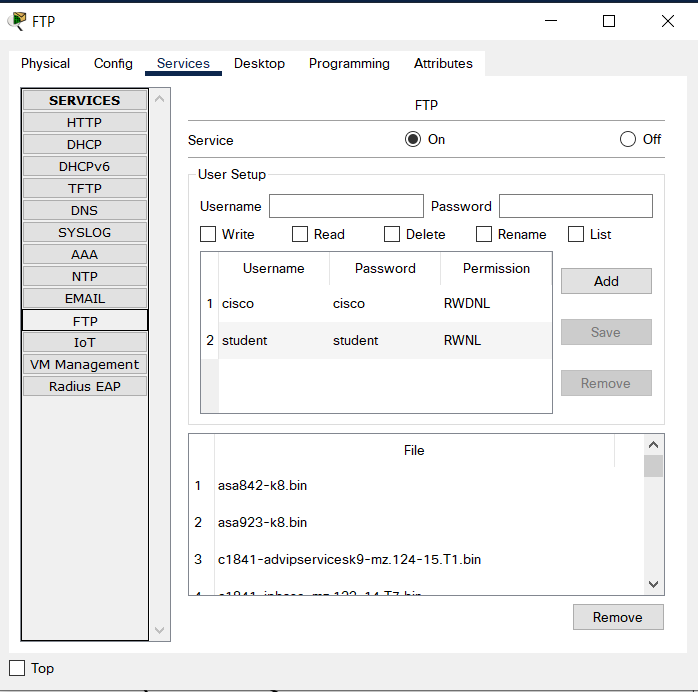 FTP
Physical Config Services Desktop Programming Attributes
SERVICES
HTTP
DHCP
DHCPv6
TFTP
DNS
SYSLOG
AAA
NTP
EMAIL
FTP
IoT
VM Management
Radius EAP
FTP
Service On Off
User Setup
Username Password
Write Read Delete Rename List
Username Password Permission
1 cisco cisco RWDNL
2 student student RWNL
Add
Save
Remove
File
1 asa842-k8.bin
2 asa923-k8.bin
3 c1841-advipservicesk9-mz.124-15.T1.bin
Remove
Top